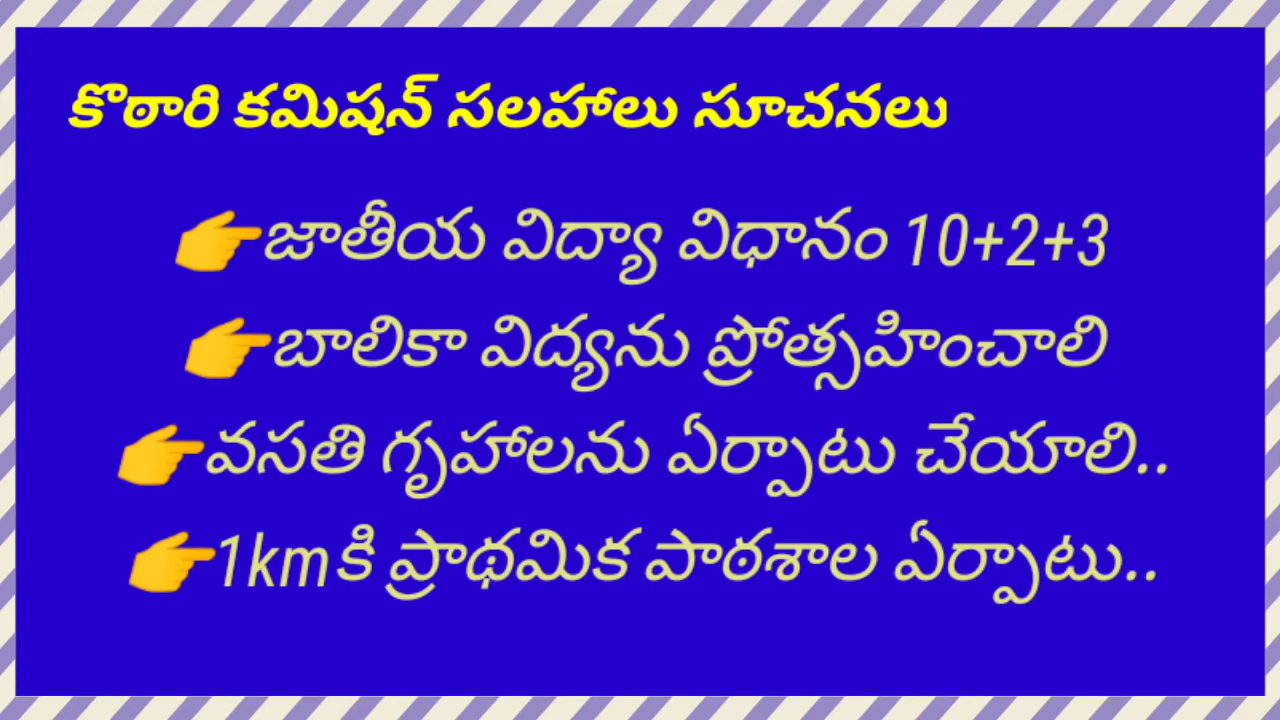 కొఠారి కమిషన్ సలహాలు సూచనలు
👉జాతీయ విద్యా విధానం 10+2+3
👉బాలికా విద్యను ప్రోత్సహించాలి
👉వసతి గృహాలను ఏర్పాటు చేయాలి..
👉1kmకి ప్రాథమిక పాఠశాల ఏర్పాటు..